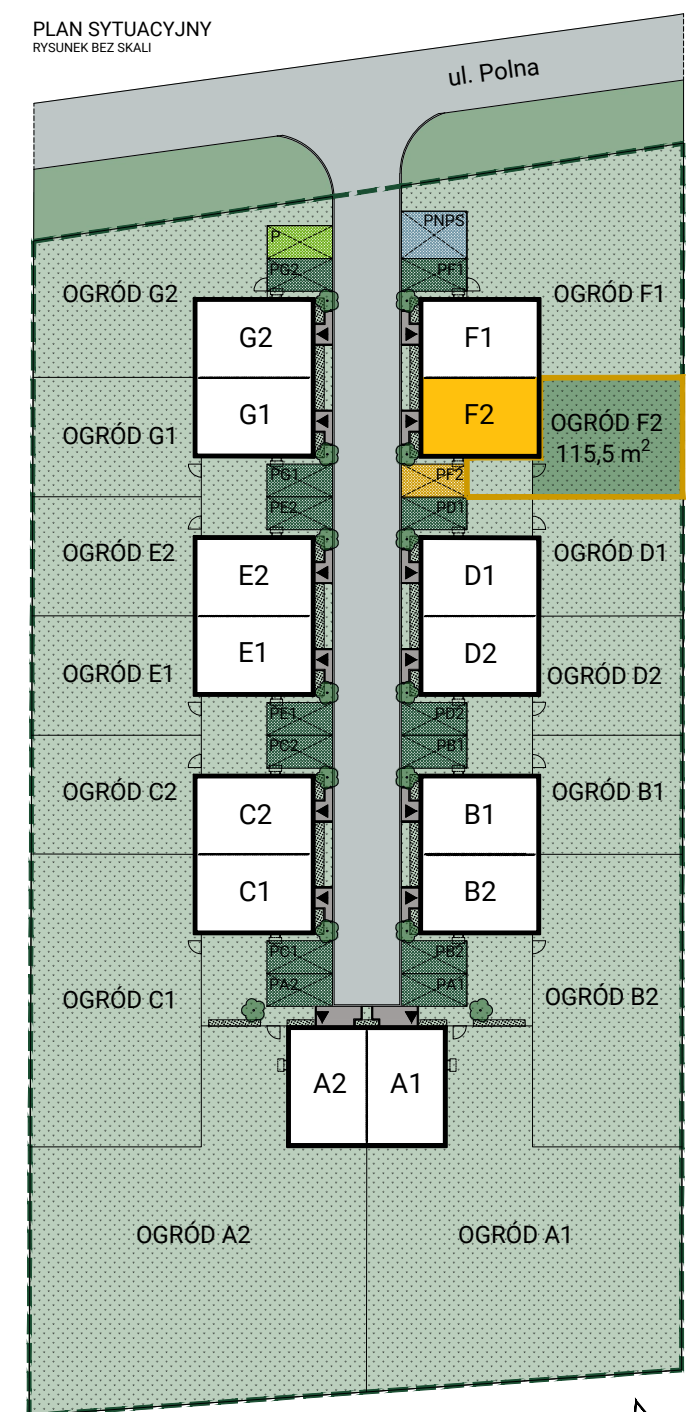 PLAN SYTUACYJNY
RYSUNEK BEZ SKALI
ul. Polna
P
PNPS
PG2
PF1
OGRÓD G2
OGRÓD F1
G2
F1
G1
F2
OGRÓD G1
OGRÓD F2
115,5 m²
PG1
PF2
PE2
PD1
OGRÓD E2
OGRÓD D1
E2
D1
E1
D2
OGRÓD E1
OGRÓD D2
PE1
PD2
PC2
PB1
OGRÓD C2
OGRÓD B1
C2
B1
C1
B2
PC1
PB2
PA2
PA1
OGRÓD C1
OGRÓD B2
A2
A1
OGRÓD A2
OGRÓD A1